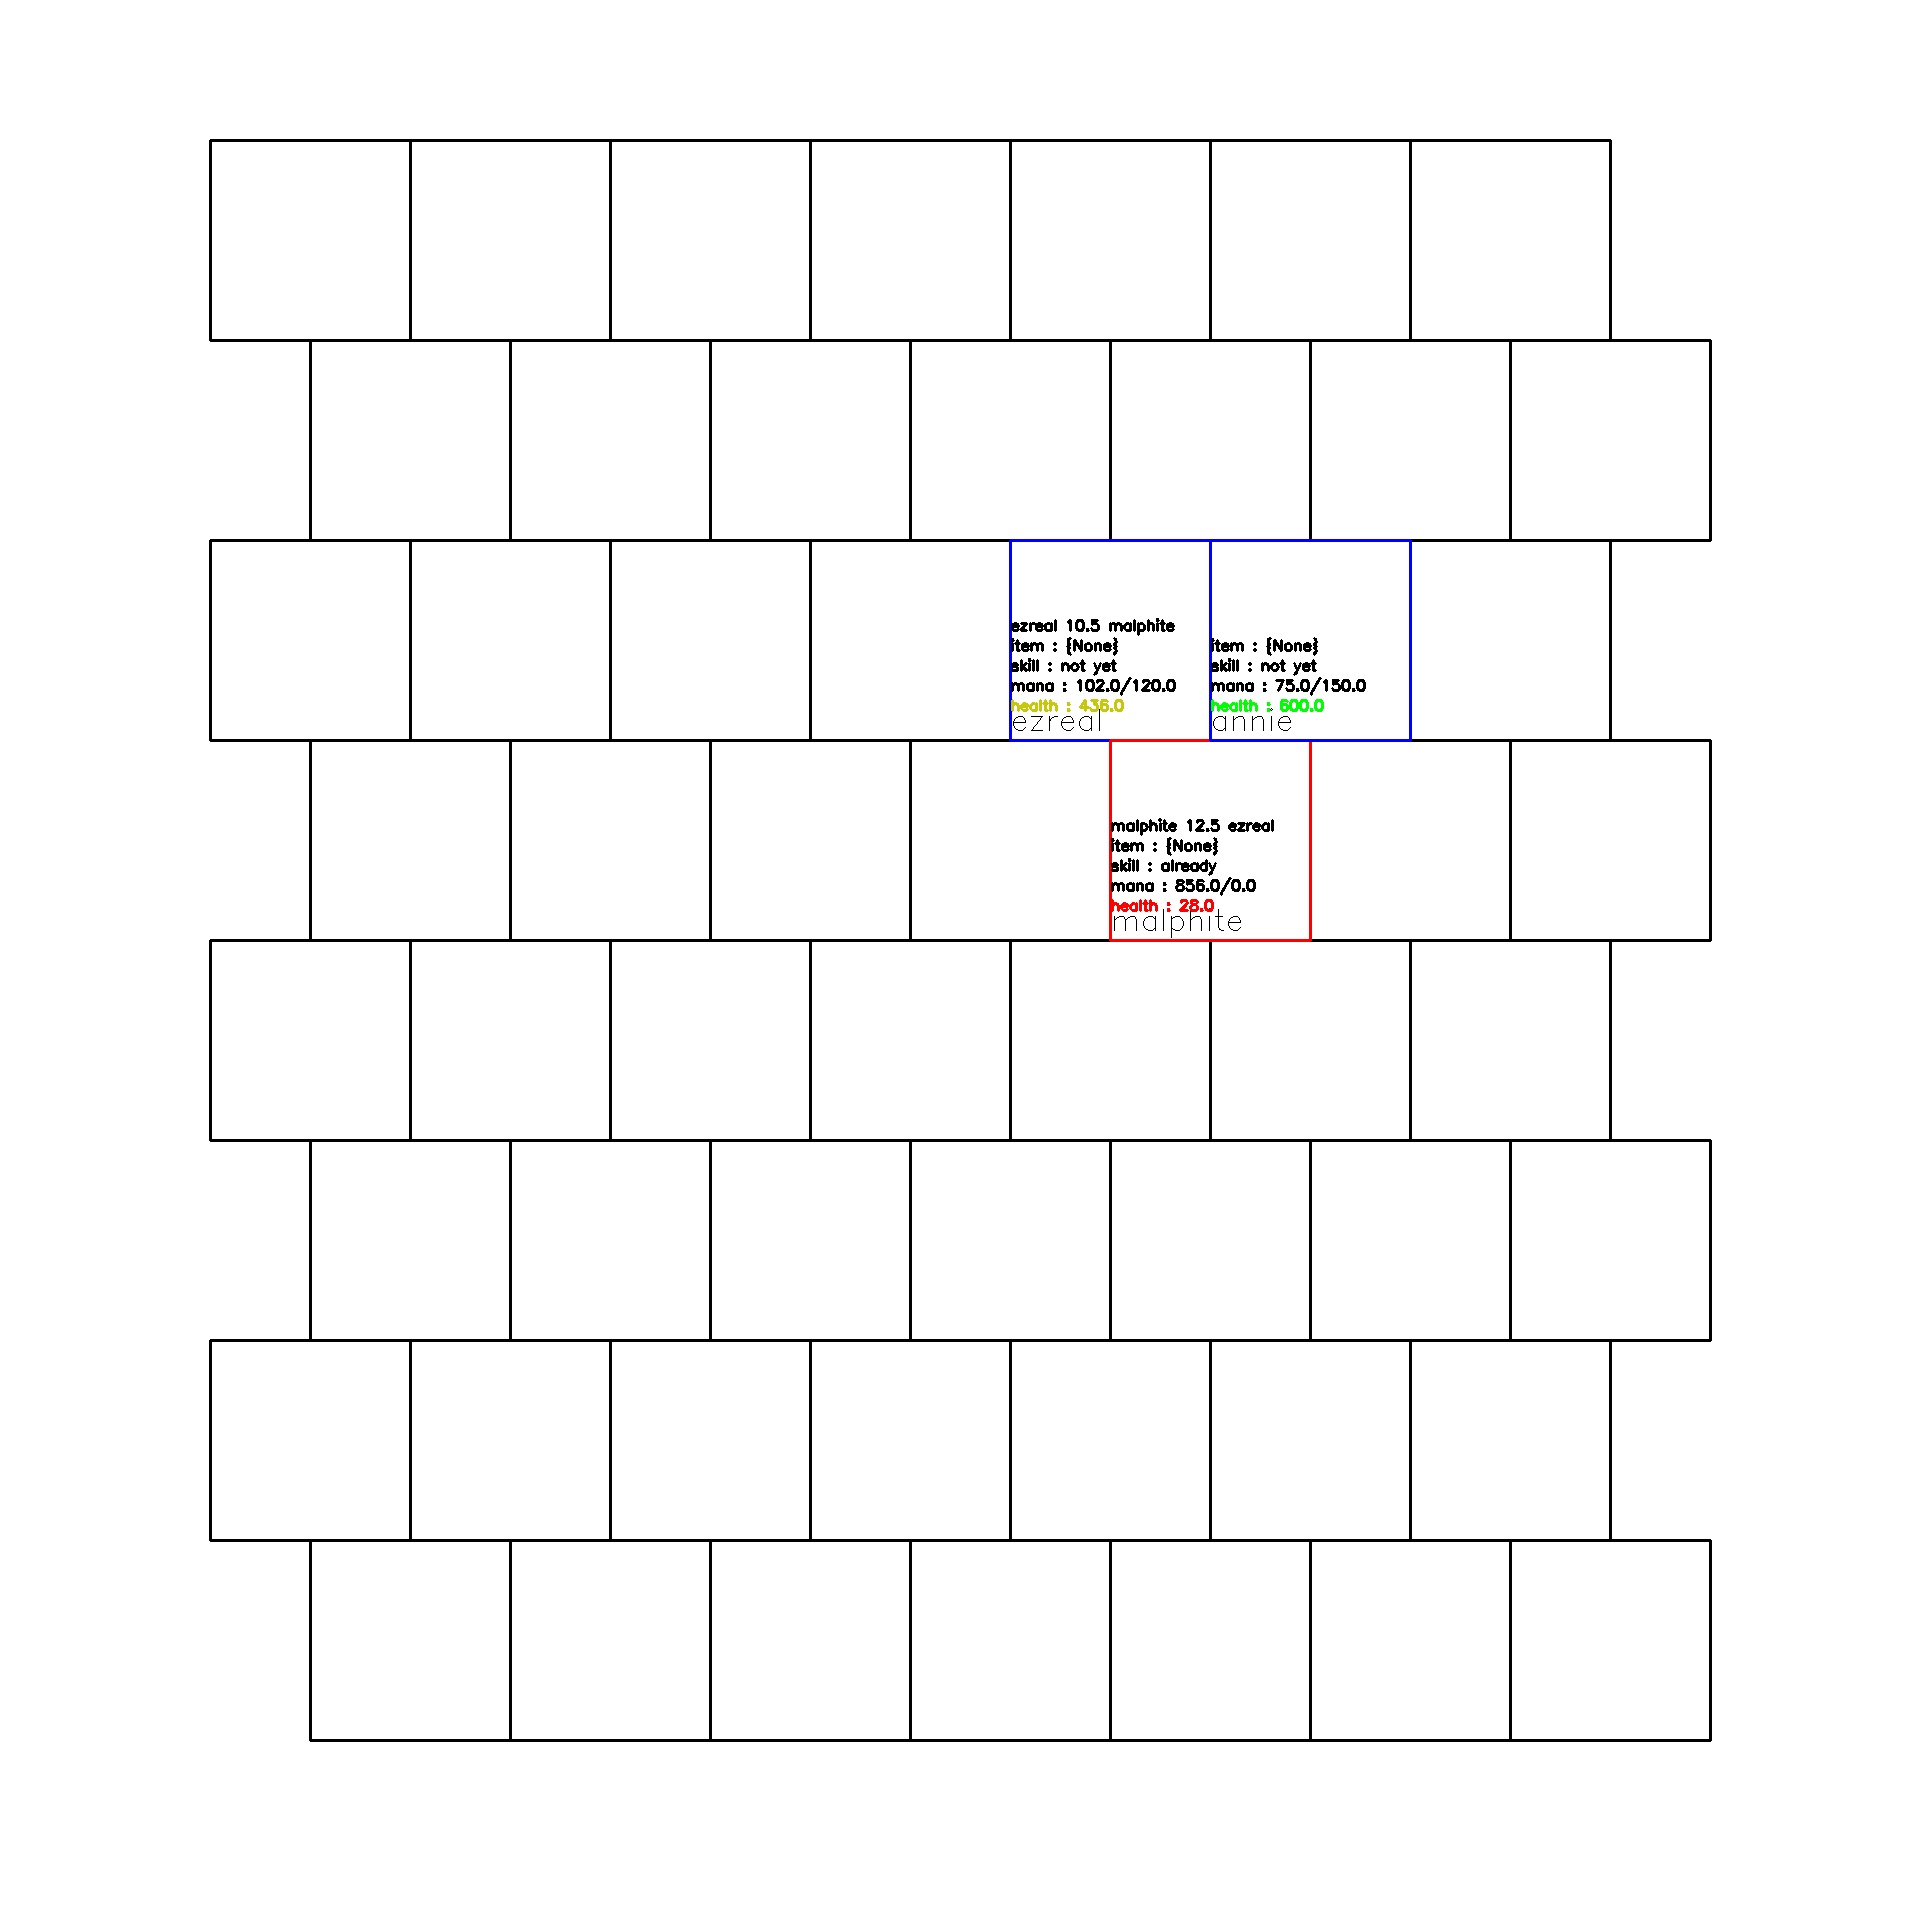 ezreal 10.5 malphite
item : {None}
skill : not yet
mana : 102.0/120.0
health : 436.0
ezreal
item : {None}
skill : not yet
mana : 75.0/150.0
health : 600.0
annie
malphite 12.5 ezreal
item : {None}
skill : already
mana : 856.0/0.0
health : 28.0
malphite